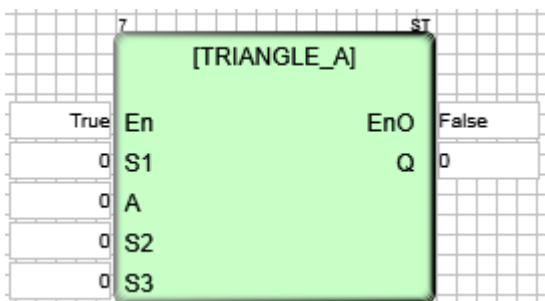 7 ST
[TRIANGLE_A]
True En EnO False
0 S1 Q 0
0 A
0 S2
0 S3